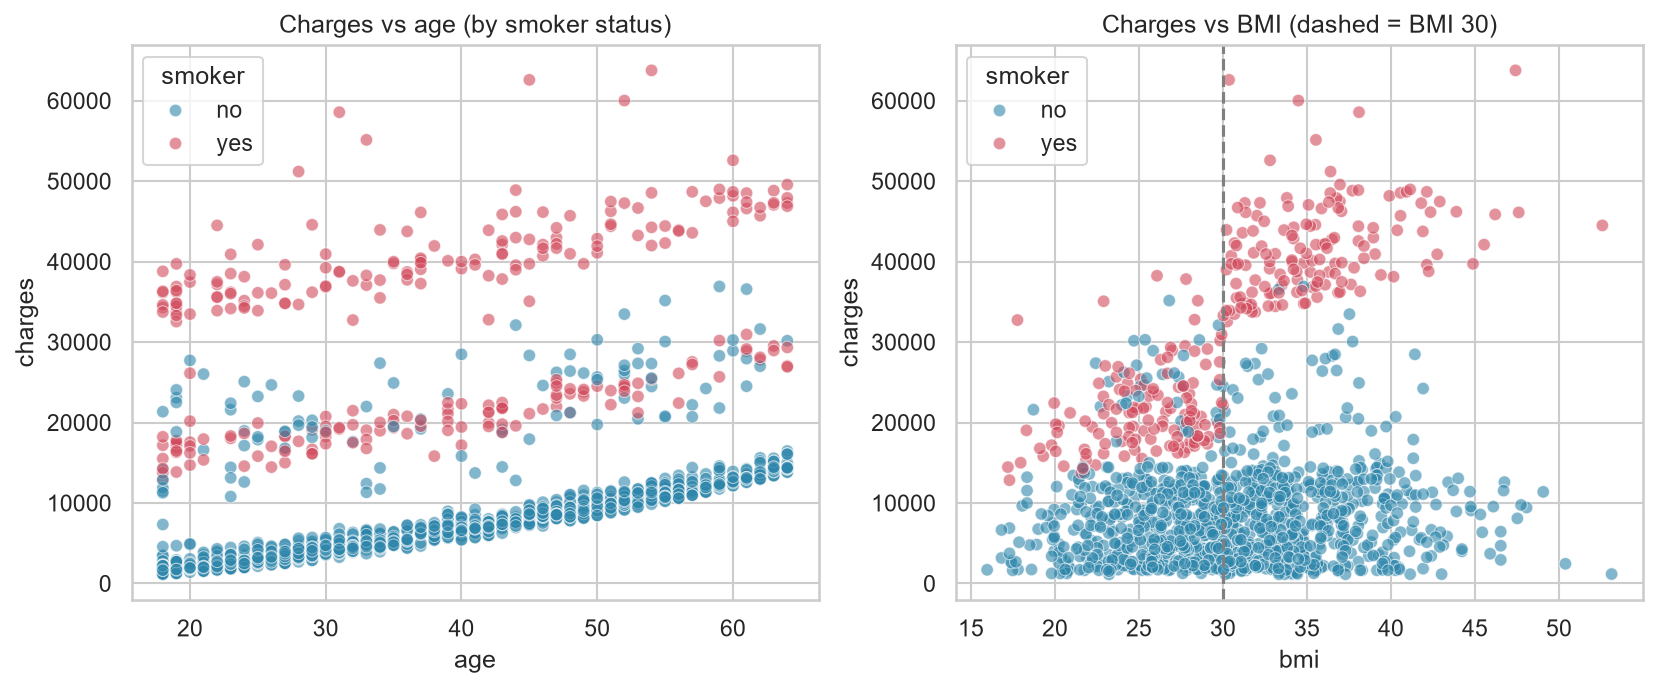 Charges vs age (by smoker status)
smoker
no
yes
60000
50000
40000
30000
20000
10000
0
charges
20 30 40 50 60
age
Charges vs BMI (dashed = BMI 30)
smoker
no
yes
60000
50000
40000
30000
20000
10000
0
charges
15 20 25 30 35 40 45 50
bmi